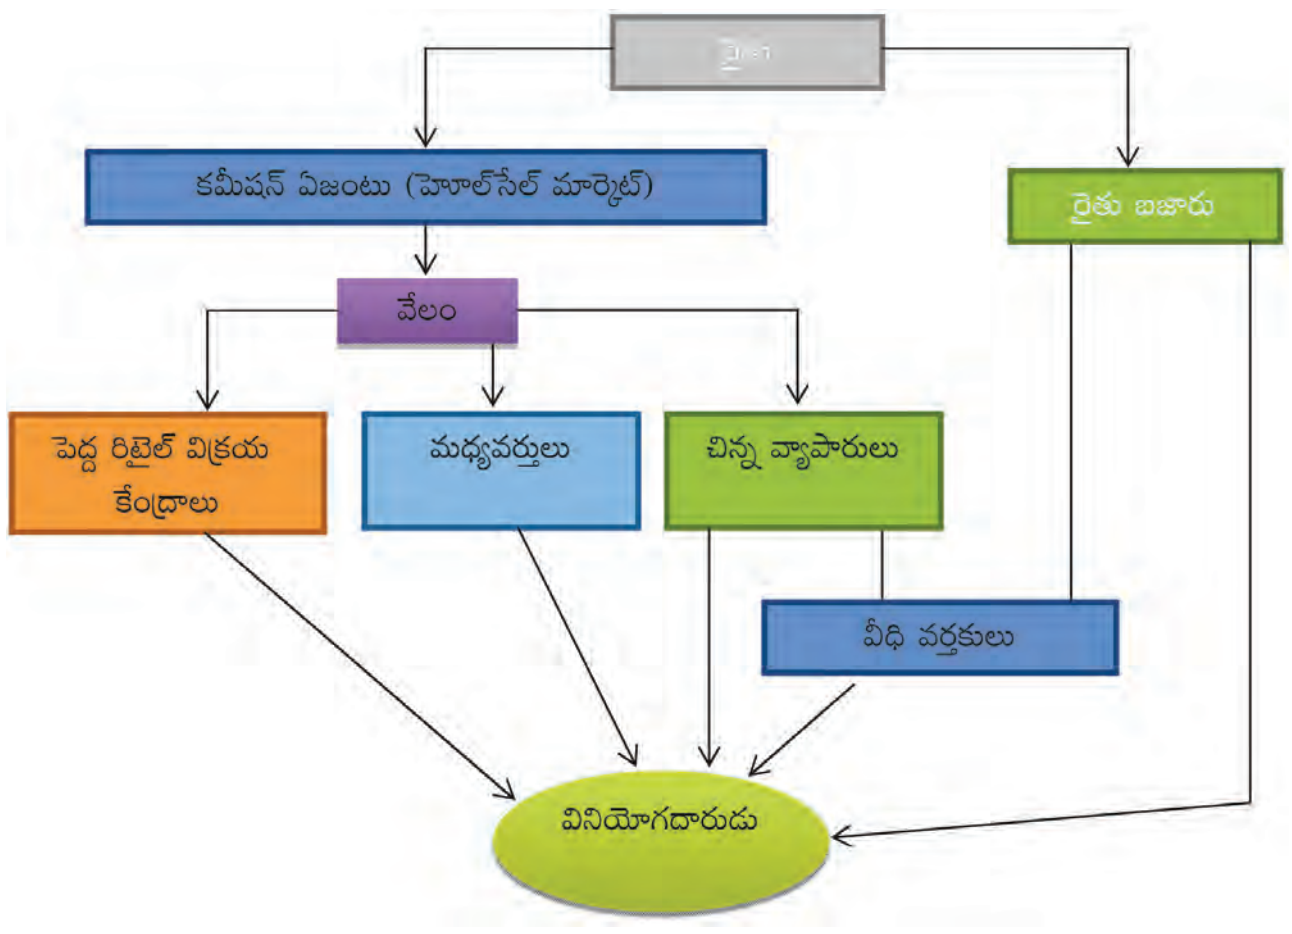 కమీషన్ ఏజంటు (హెూల్‌సేల్ మార్కెట్)
రైతు బజారు
వేలం
పెద్ద రిటైల్ విక్రయ
కేంద్రాలు
మధ్యవర్తులు
చిన్న వ్యాపారులు
వీధి వర్తకులు
వినియోగదారుడు